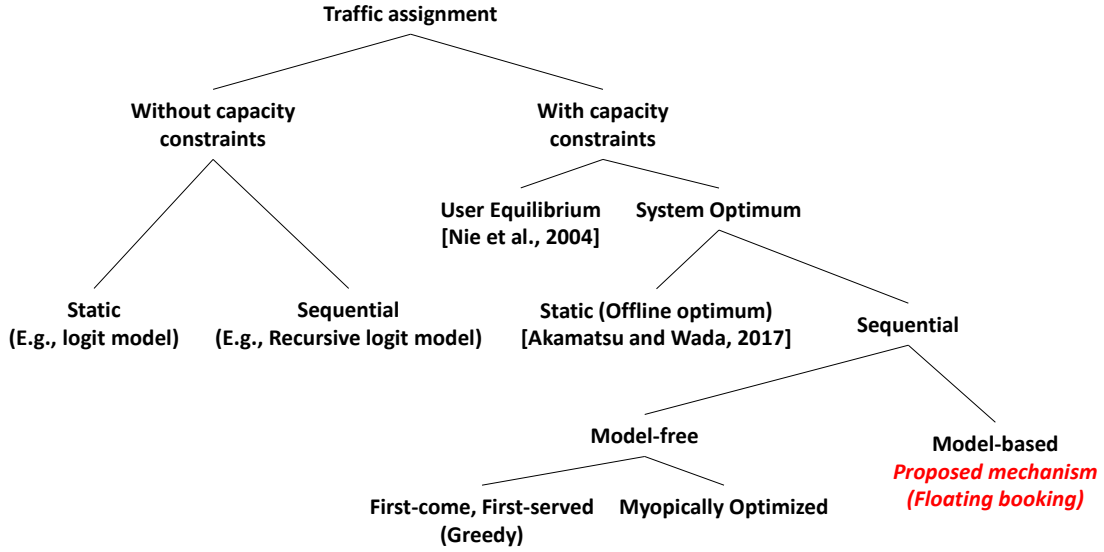 Traffic assignment
Without capacity
constraints
With capacity
constraints
User Equilibrium
[Nie et al., 2004]
System Optimum
Static
(E.g., logit model)
Sequential
(E.g., Recursive logit model)
Static (Offline optimum)
[Akamatsu and Wada, 2017]
Sequential
Model-free
Model-based
Proposed mechanism
(Floating booking)
First-come, First-served
(Greedy)
Myopically Optimized